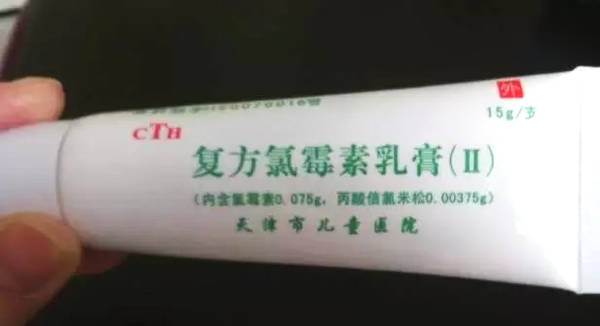 外
15g/支
CTH
复方氯霉素乳膏(Ⅱ)
(内含氯霉素0.075g, 丙酸倍氯米松0.00375g)
天津市儿童医院